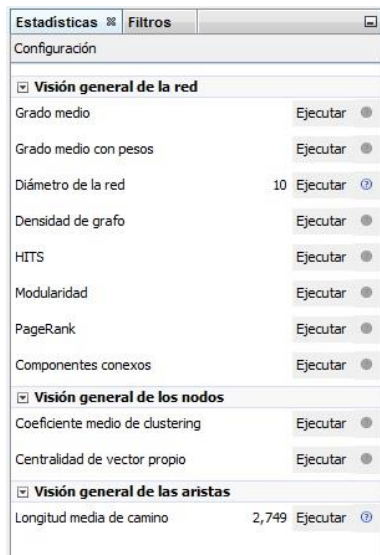 Estadísticas Filtros
Configuración
Visión general de la red
Grado medio Ejecutar
Grado medio con pesos Ejecutar
Diámetro de la red 10 Ejecutar
Densidad de grafo Ejecutar
HITS Ejecutar
Modularidad Ejecutar
PageRank Ejecutar
Componentes conexos Ejecutar
Visión general de los nodos
Coeficiente medio de clustering Ejecutar
Centralidad de vector propio Ejecutar
Visión general de las aristas
Longitud media de camino 2,749 Ejecutar